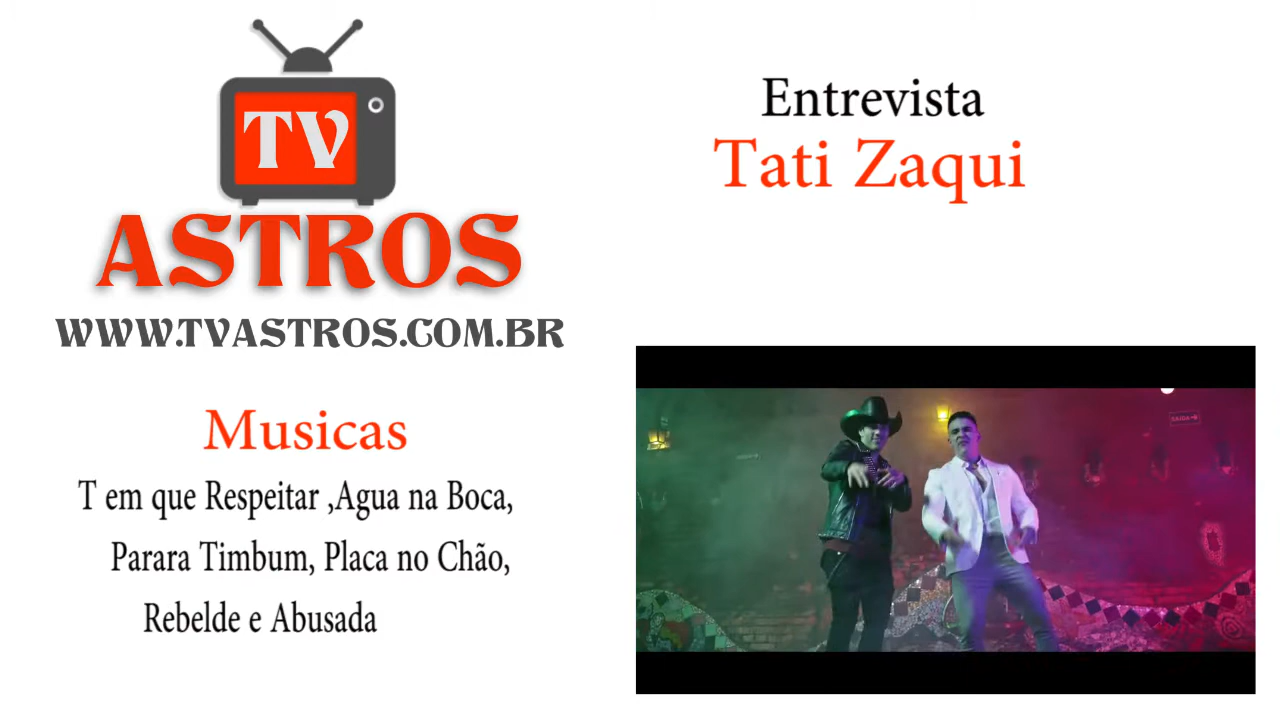 TV
ASTROS
WWW.TVASTROS.COM.BR
Entrevista
Tati Zaqui
Musicas
T em que Respeitar ,Agua na Boca,
Parara Timbum, Placa no Chão,
Rebelde e Abusada
SAIDA